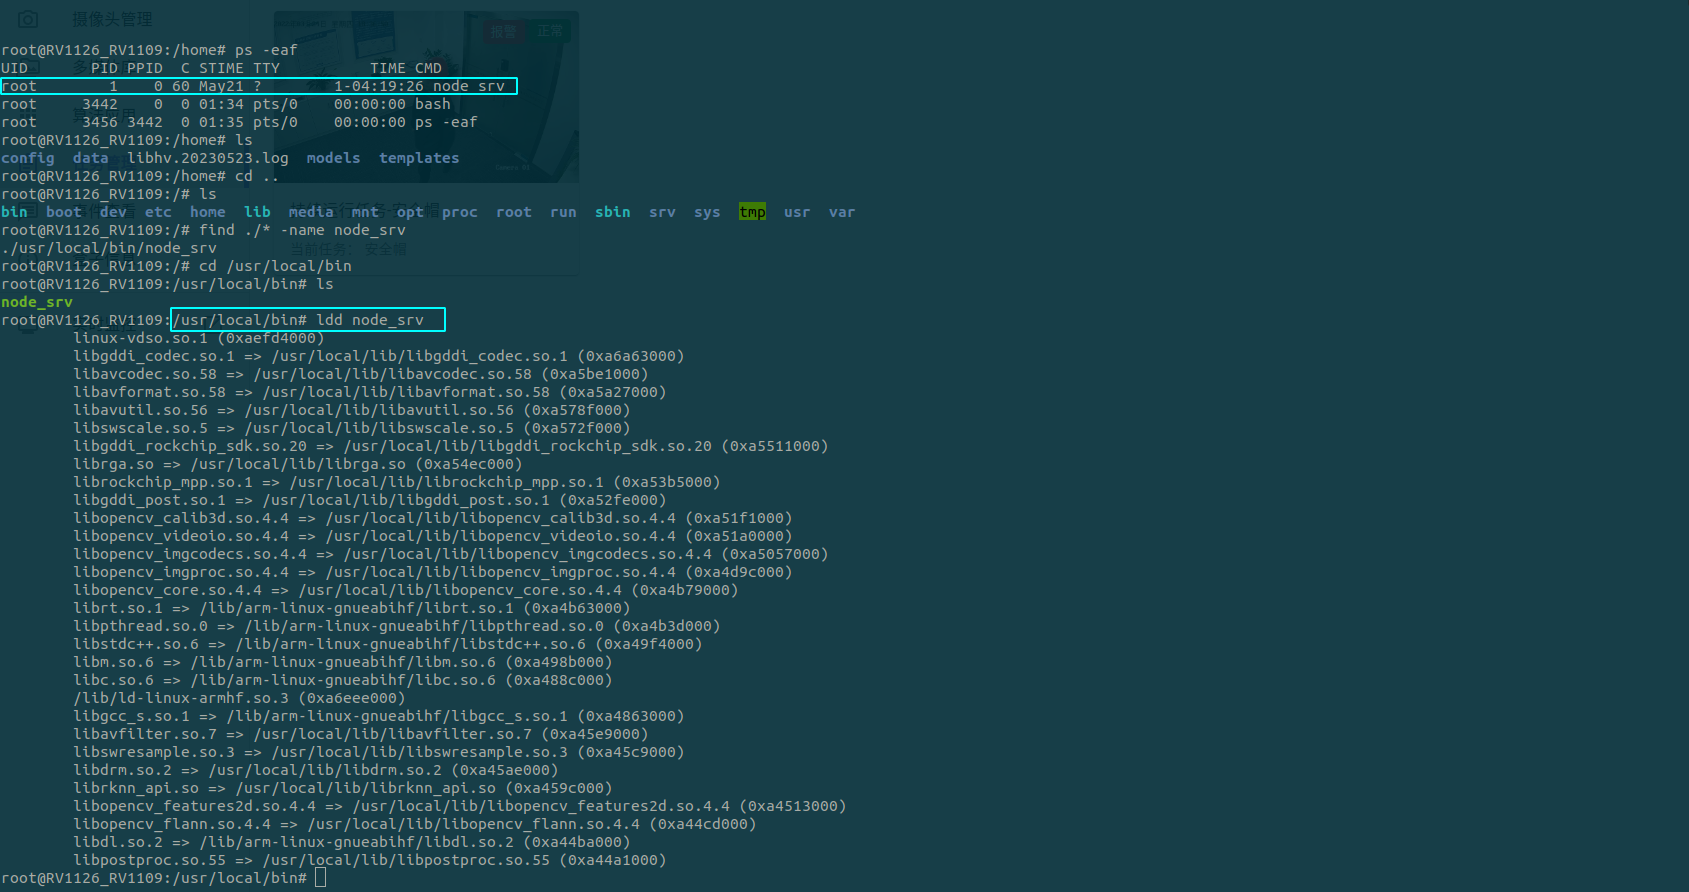 摄像头管理
报警 正常
root@RV1126_RV1109:/home# ps -eaf
UID PID PPID C STIME TTY TIME CMD
root 1 0 60 May21 ? 1-04:19:26 node_srv
root 3442 0 0 01:34 pts/0 00:00:00 bash
root 3456 3442 0 01:35 pts/0 00:00:00 ps -eaf
root@RV1126_RV1109:/home# ls
config data libhv.20230523.log models templates
root@RV1126_RV1109:/home# cd ..
root@RV1126_RV1109:/# ls
bin boot dev etc home lib media mnt opt proc root run sbin srv sys tmp usr var
root@RV1126_RV1109:/# find ./* -name node_srv
./usr/local/bin/node_srv
当前任务： 安全帽
root@RV1126_RV1109:/# cd /usr/local/bin
root@RV1126_RV1109:/usr/local/bin# ls
node_srv
root@RV1126_RV1109:/usr/local/bin# ldd node_srv
linux-vdso.so.1 (0xaefd4000)
libgddi_codec.so.1 => /usr/local/lib/libgddi_codec.so.1 (0xa6a63000)
libavcodec.so.58 => /usr/local/lib/libavcodec.so.58 (0xa5be1000)
libavformat.so.58 => /usr/local/lib/libavformat.so.58 (0xa5a27000)
libavutil.so.56 => /usr/local/lib/libavutil.so.56 (0xa578f000)
libswscale.so.5 => /usr/local/lib/libswscale.so.5 (0xa572f000)
libgddi_rockchip_sdk.so.20 => /usr/local/lib/libgddi_rockchip_sdk.so.20 (0xa5511000)
librga.so => /usr/local/lib/librga.so (0xa54ec000)
librockchip_mpp.so.1 => /usr/local/lib/librockchip_mpp.so.1 (0xa53b5000)
libgddi_post.so.1 => /usr/local/lib/libgddi_post.so.1 (0xa52fe000)
libopencv_calib3d.so.4.4 => /usr/local/lib/libopencv_calib3d.so.4.4 (0xa51f1000)
libopencv_videoio.so.4.4 => /usr/local/lib/libopencv_videoio.so.4.4 (0xa51a0000)
libopencv_imgcodecs.so.4.4 => /usr/local/lib/libopencv_imgcodecs.so.4.4 (0xa5057000)
libopencv_imgproc.so.4.4 => /usr/local/lib/libopencv_imgproc.so.4.4 (0xa4d9c000)
libopencv_core.so.4.4 => /usr/local/lib/libopencv_core.so.4.4 (0xa4b79000)
librt.so.1 => /lib/arm-linux-gnueabihf/librt.so.1 (0xa4b63000)
libpthread.so.0 => /lib/arm-linux-gnueabihf/libpthread.so.0 (0xa4b3d000)
libstdc++.so.6 => /lib/arm-linux-gnueabihf/libstdc++.so.6 (0xa49f4000)
libm.so.6 => /lib/arm-linux-gnueabihf/libm.so.6 (0xa498b000)
libc.so.6 => /lib/arm-linux-gnueabihf/libc.so.6 (0xa488c000)
/lib/ld-linux-armhf.so.3 (0xa6eee000)
libgcc_s.so.1 => /lib/arm-linux-gnueabihf/libgcc_s.so.1 (0xa4863000)
libavfilter.so.7 => /usr/local/lib/libavfilter.so.7 (0xa45e9000)
libswresample.so.3 => /usr/local/lib/libswresample.so.3 (0xa45c9000)
libdrm.so.2 => /usr/local/lib/libdrm.so.2 (0xa45ae000)
librknn_api.so => /usr/local/lib/librknn_api.so (0xa459c000)
libopencv_features2d.so.4.4 => /usr/local/lib/libopencv_features2d.so.4.4 (0xa4513000)
libopencv_flann.so.4.4 => /usr/local/lib/libopencv_flann.so.4.4 (0xa44cd000)
libdl.so.2 => /lib/arm-linux-gnueabihf/libdl.so.2 (0xa44ba000)
libpostproc.so.55 => /usr/local/lib/libpostproc.so.55 (0xa44a1000)
root@RV1126_RV1109:/usr/local/bin#